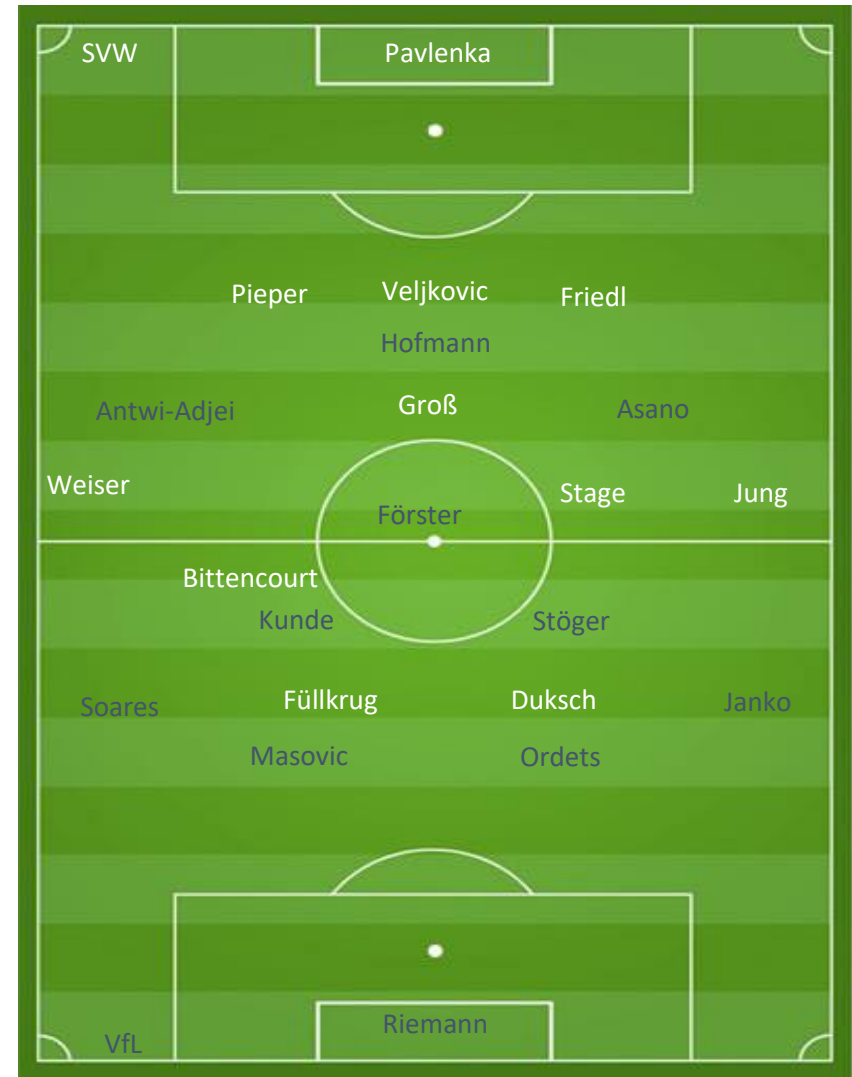 SVW Pavlenka
Pieper Veljkovic Friedl
Hofmann
Antwi-Adjei Groß Asano
Weiser Stage Jung
Förster
Bittencourt
Kunde Stöger
Soares Füllkrug Duksch Janko
Masovic Ordets
Riemann
VfL